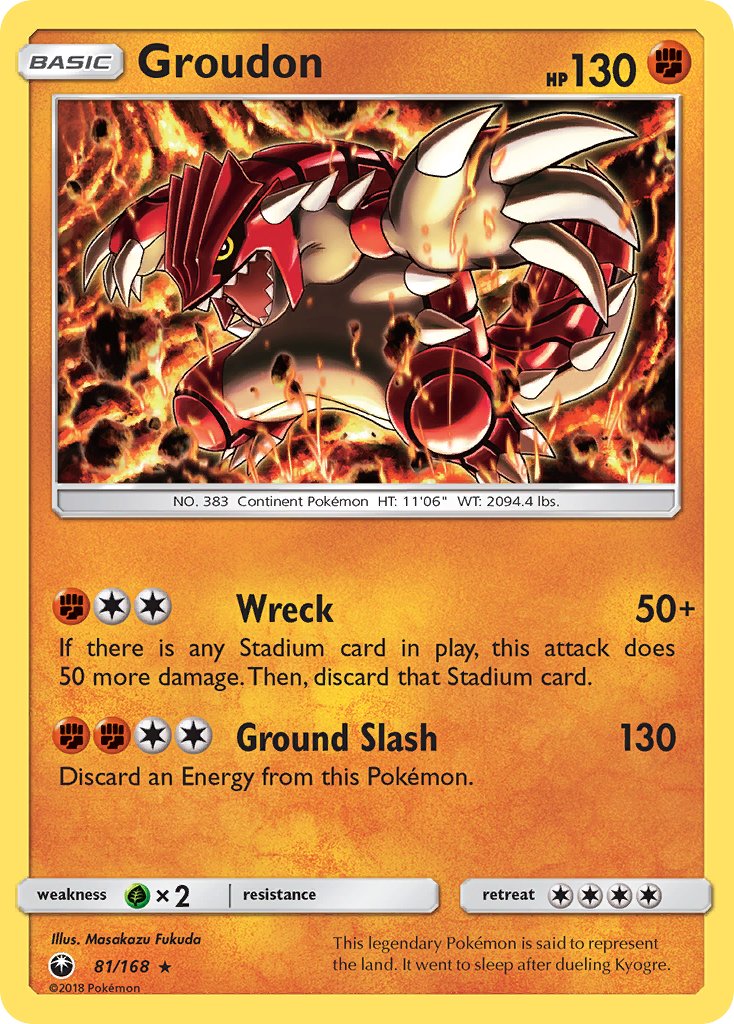 BASIC Groudon HP 130
NO. 383 Continent Pokémon HT: 11'06" WT: 2094.4 lbs.
Wreck 50+
If there is any Stadium card in play, this attack does
50 more damage. Then, discard that Stadium card.
Ground Slash 130
Discard an Energy from this Pokémon.
weakness × 2 resistance retreat
Illus. Masakazu Fukuda
81/168 ★
©2018 Pokémon
This legendary Pokémon is said to represent
the land. It went to sleep after dueling Kyogre.